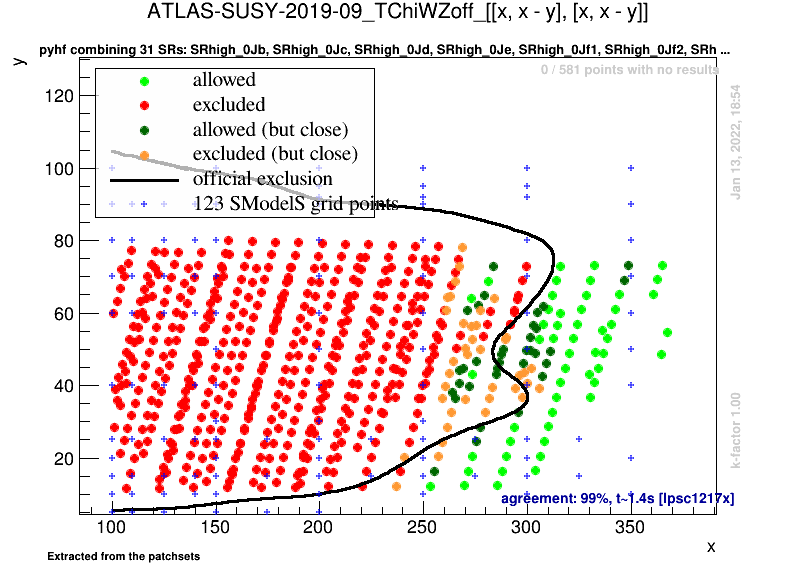 ATLAS-SUSY-2019-09_TChiWZoff_[[x, x - y], [x, x - y]]
pyhf combining 31 SRs: SRhigh_0Jb, SRhigh_0Jc, SRhigh_0Jd, SRhigh_0Je, SRhigh_0Jf1, SRhigh_0Jf2, SRh ...
y
0 / 581 points with no results
allowed
excluded
allowed (but close)
excluded (but close)
official exclusion
123 SModelS grid points
Jan 13, 2022, 18:54
k-factor 1.00
120
100
80
60
40
20
agreement: 99%, t~1.4s [lpsc1217x]
100 150 200 250 300 350
x
Extracted from the patchsets